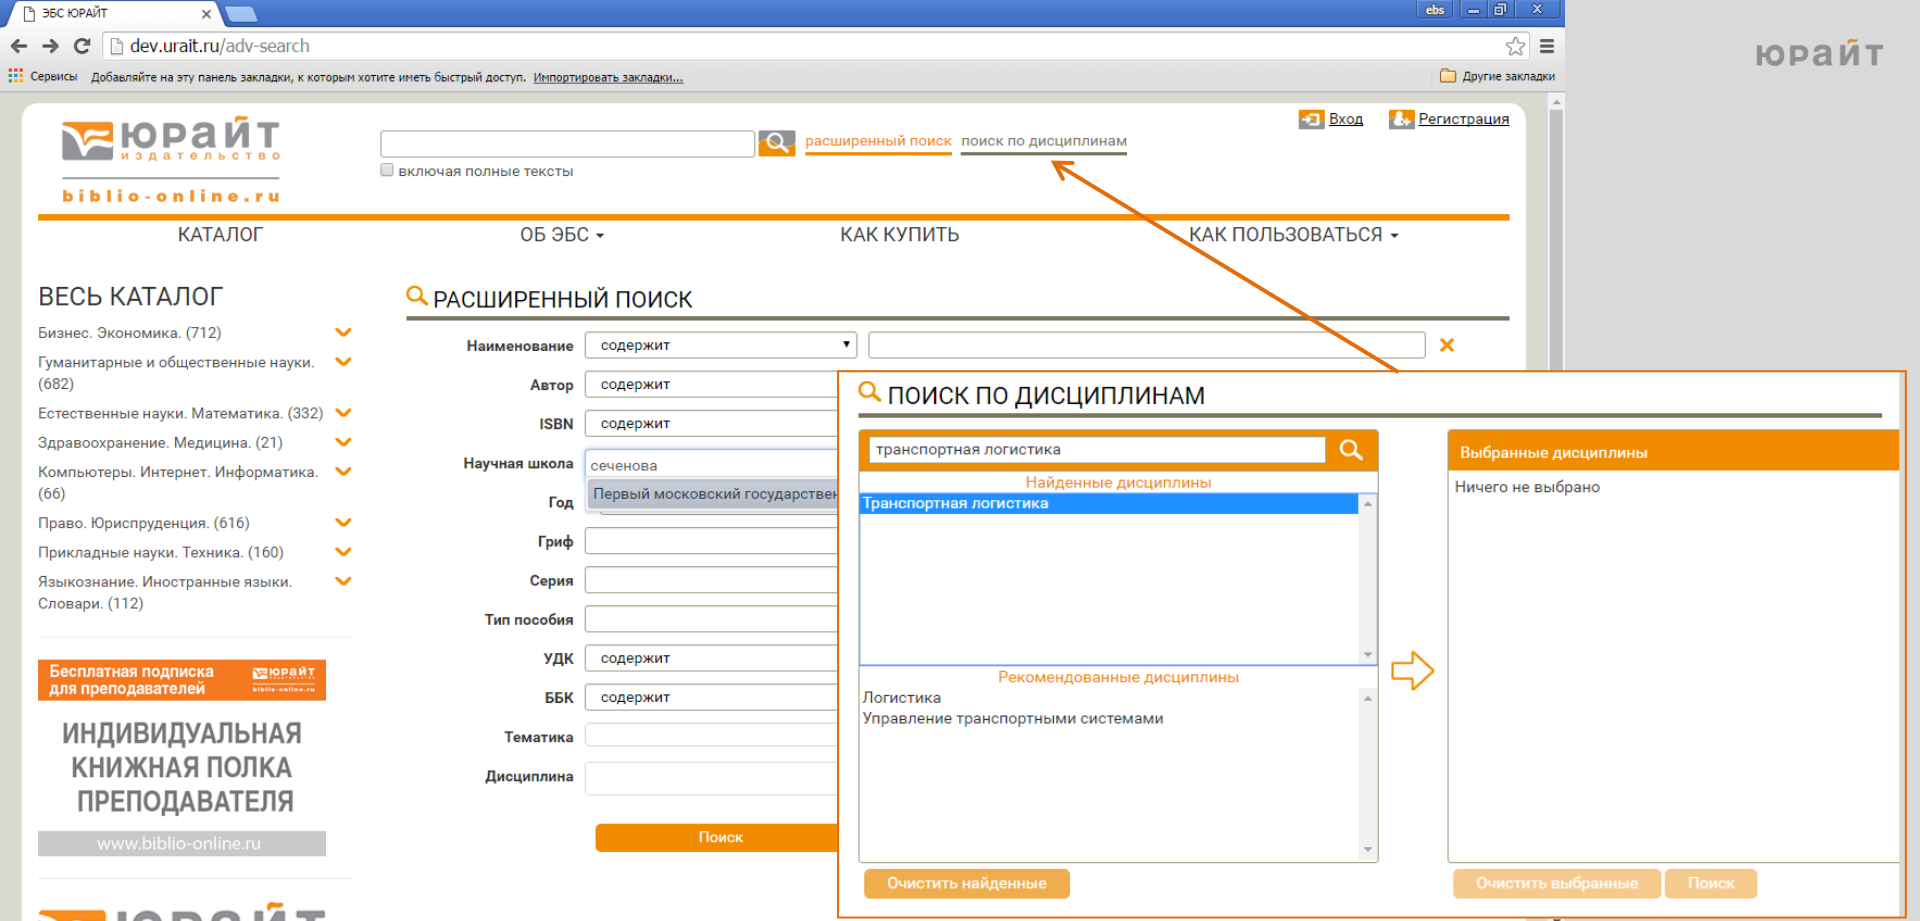 ЭБС ЮРАЙТ
ebs
dev.urait.ru/adv-search
юрайт
Сервисы
Добавляйте на эту панель закладки, к которым хотите иметь быстрый доступ. Импортировать закладки...
Другие закладки
Вход
Регистрация
юрайт
издательство
biblio-online.ru
расширенный поиск
поиск по дисциплинам
включая полные тексты
КАТАЛОГ
ОБ ЭБС
КАК КУПИТЬ
КАК ПОЛЬЗОВАТЬСЯ
ВЕСЬ КАТАЛОГ
Бизнес. Экономика. (712)
Гуманитарные и общественные науки.
(682)
Естественные науки. Математика. (332)
Здравоохранение. Медицина. (21)
Компьютеры. Интернет. Информатика.
(66)
Право. Юриспруденция. (616)
Прикладные науки. Техника. (160)
Языкознание. Иностранные языки.
Словари. (112)
Бесплатная подписка
для преподавателей
юрайт
biblio-online.ru
ИНДИВИДУАЛЬНАЯ
КНИЖНАЯ ПОЛКА
ПРЕПОДАВАТЕЛЯ
www.biblio-online.ru
юрайт
РАСШИРЕННЫЙ ПОИСК
Наименование
содержит
Автор
содержит
ISBN
содержит
Научная школа
сеченова
Первый московский государствен
Год
Гриф
Серия
Тип пособия
УДК
содержит
ББК
содержит
Тематика
Дисциплина
Поиск
ПОИСК ПО ДИСЦИПЛИНАМ
транспортная логистика
Найденные дисциплины
Транспортная логистика
Рекомендованные дисциплины
Логистика
Управление транспортными системами
Очистить найденные
Выбранные дисциплины
Ничего не выбрано
Очистить выбранные
Поиск